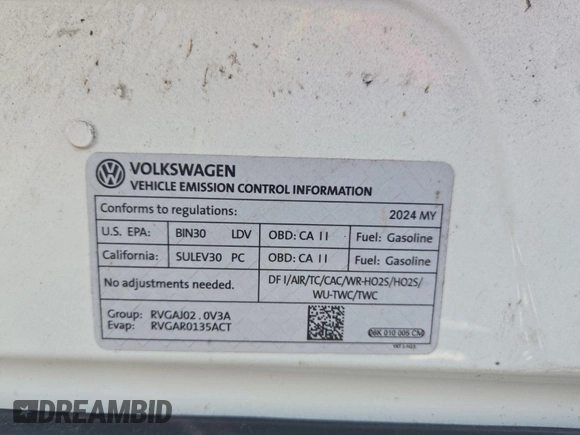 VOLKSWAGEN
VEHICLE EMISSION CONTROL INFORMATION
Conforms to regulations: 2024 MY
U.S. EPA: BIN30 LDV OBD: CA II Fuel: Gasoline
California: SULEV30 PC OBD: CA II Fuel: Gasoline
No adjustments needed. DFI/AIR/TC/CAC/WR-HO2S/HO2S/
WU-TWC/TWC
Group: RVGAJ02.0V3A
Evap: RVGAR0135ACT
06K 010 005 CM
DREAMBID